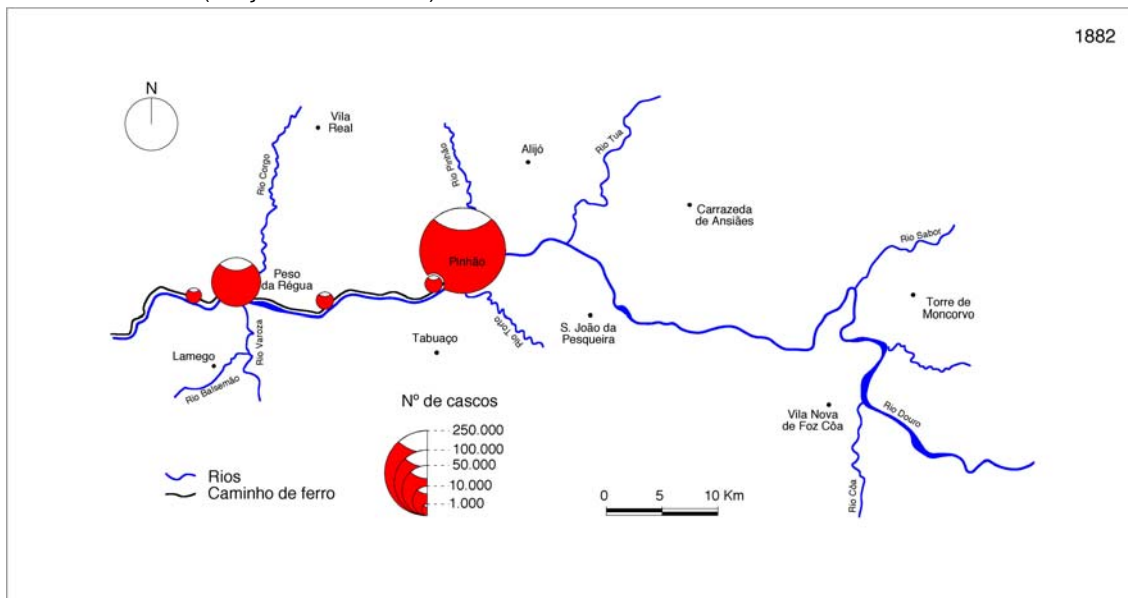 1882
N
Vila
Real
Rio Corgo
Rio Pinhão
Alijó
Rio Tua
Carrazeda
de Ansiães
Rio Sabor
Pinhão
Peso
da Régua
Torre de
Moncorvo
Rio Varoza
Rio Torto
S. João da
Pesqueira
Tabuaço
Lamego
Rio Balsemão
Vila Nova
de Foz Côa
Rio Douro
Rio Côa
Nº de cascos
250.000
100.000
50.000
10.000
1.000
Rios
Caminho de ferro
0 5 10 Km